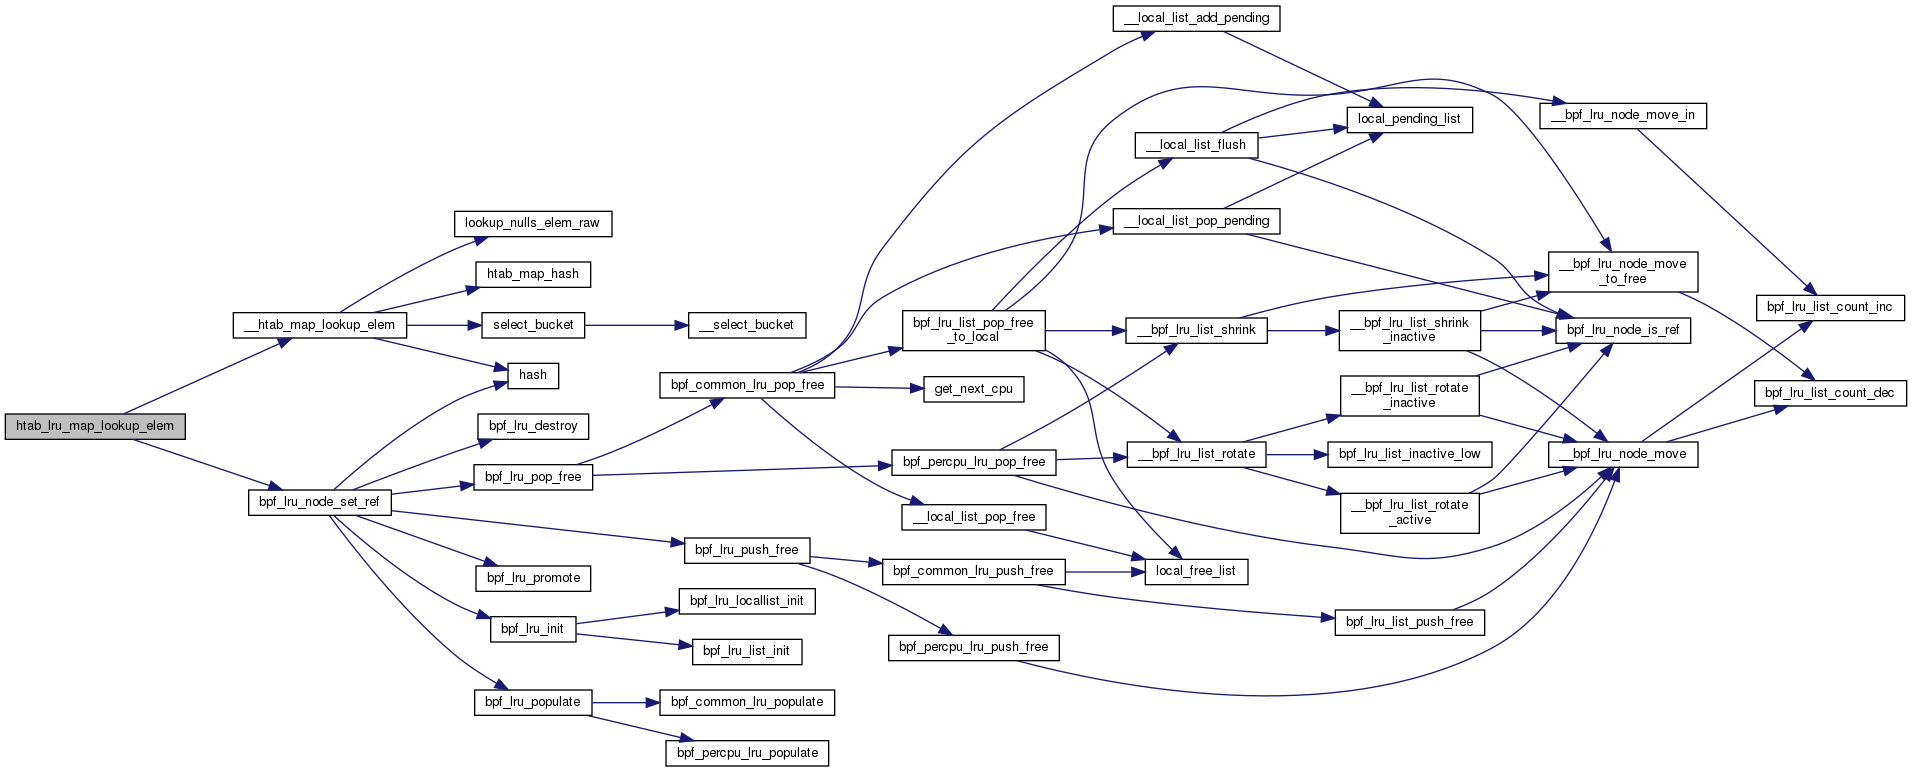 htab_lru_map_lookup_elem
__htab_map_lookup_elem
bpf_lru_node_set_ref
lookup_nulls_elem_raw
htab_map_hash
select_bucket
hash
bpf_lru_destroy
bpf_lru_pop_free
bpf_lru_promote
bpf_lru_init
bpf_lru_populate
__select_bucket
bpf_common_lru_pop_free
bpf_lru_push_free
bpf_lru_locallist_init
bpf_lru_list_init
bpf_common_lru_populate
bpf_percpu_lru_populate
bpf_lru_list_pop_free
_to_local
get_next_cpu
bpf_percpu_lru_pop_free
__local_list_pop_free
bpf_common_lru_push_free
bpf_percpu_lru_push_free
__local_list_add_pending
__local_list_flush
__local_list_pop_pending
__bpf_lru_list_shrink
__bpf_lru_list_rotate
local_free_list
local_pending_list
__bpf_lru_list_shrink
_inactive
__bpf_lru_list_rotate
_inactive
bpf_lru_list_inactive_low
__bpf_lru_list_rotate
_active
bpf_lru_list_push_free
__bpf_lru_node_move_in
__bpf_lru_node_move
_to_free
bpf_lru_node_is_ref
__bpf_lru_node_move
bpf_lru_list_count_inc
bpf_lru_list_count_dec